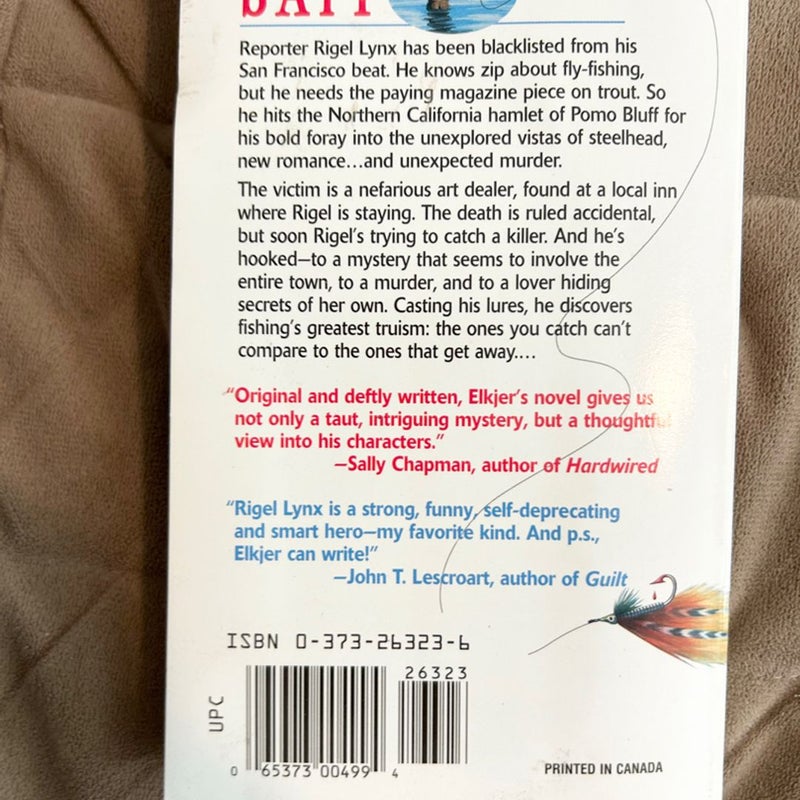 BAIT
Reporter Rigel Lynx has been blacklisted from his
San Francisco beat. He knows zip about fly-fishing,
but he needs the paying magazine piece on trout. So
he hits the Northern California hamlet of Pomo Bluff for
his bold foray into the unexplored vistas of steelhead,
new romance…and unexpected murder.
The victim is a nefarious art dealer, found at a local inn
where Rigel is staying. The death is ruled accidental,
but soon Rigel's trying to catch a killer. And he's
hooked—to a mystery that seems to involve the
entire town, to a murder, and to a lover hiding
secrets of her own. Casting his lures, he discovers
fishing's greatest truism: the ones you catch can't
compare to the ones that get away.…
"Original and deftly written, Elkjer's novel gives us
not only a taut, intriguing mystery, but a thoughtful
view into his characters."
—Sally Chapman, author of Hardwired
"Rigel Lynx is a strong, funny, self-deprecating
and smart hero—my favorite kind. And p.s.,
Elkjer can write!"
—John T. Lescroart, author of Guilt
ISBN 0-373-26323-6
26323
UPC
0 65373 00499 4
PRINTED IN CANADA